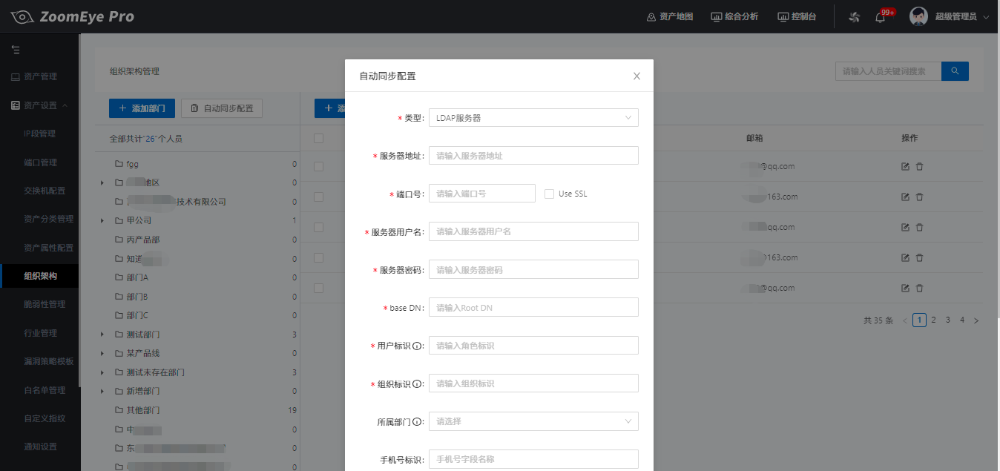 ZoomEye Pro
资产地图
综合分析
控制台
99+
超级管理员
资产管理
资产设置
IP段管理
端口管理
交换机配置
资产分类管理
资产属性配置
组织架构
脆弱性管理
行业管理
漏洞策略模板
白名单管理
自定义指纹
通知设置
组织架构管理
请输入人员关键词搜索
添加部门
自动同步配置
全部共计"26"个人员
fgg 0
地区 0
技术有限公司 0
甲公司 1
丙产品部 0
知道 0
部门A 0
部门B 0
部门C 0
测试部门 3
某产品线 0
测试未存在部门 3
新增部门 0
其他部门 19
中 0
东 0
0
添
邮箱
操作
@qq.com
163.com
qq.com
@163.com
@qq.com
共 35 条 < 1 2 3 4 >
自动同步配置
* 类型: LDAP服务器
* 服务器地址: 请输入服务器地址
* 端口号: 请输入端口号 Use SSL
* 服务器用户名: 请输入服务器用户名
* 服务器密码: 请输入服务器密码
* base DN: 请输入Root DN
* 用户标识: 请输入角色标识
* 组织标识: 请输入组织标识
所属部门: 请选择
手机号标识: 手机号字段名称